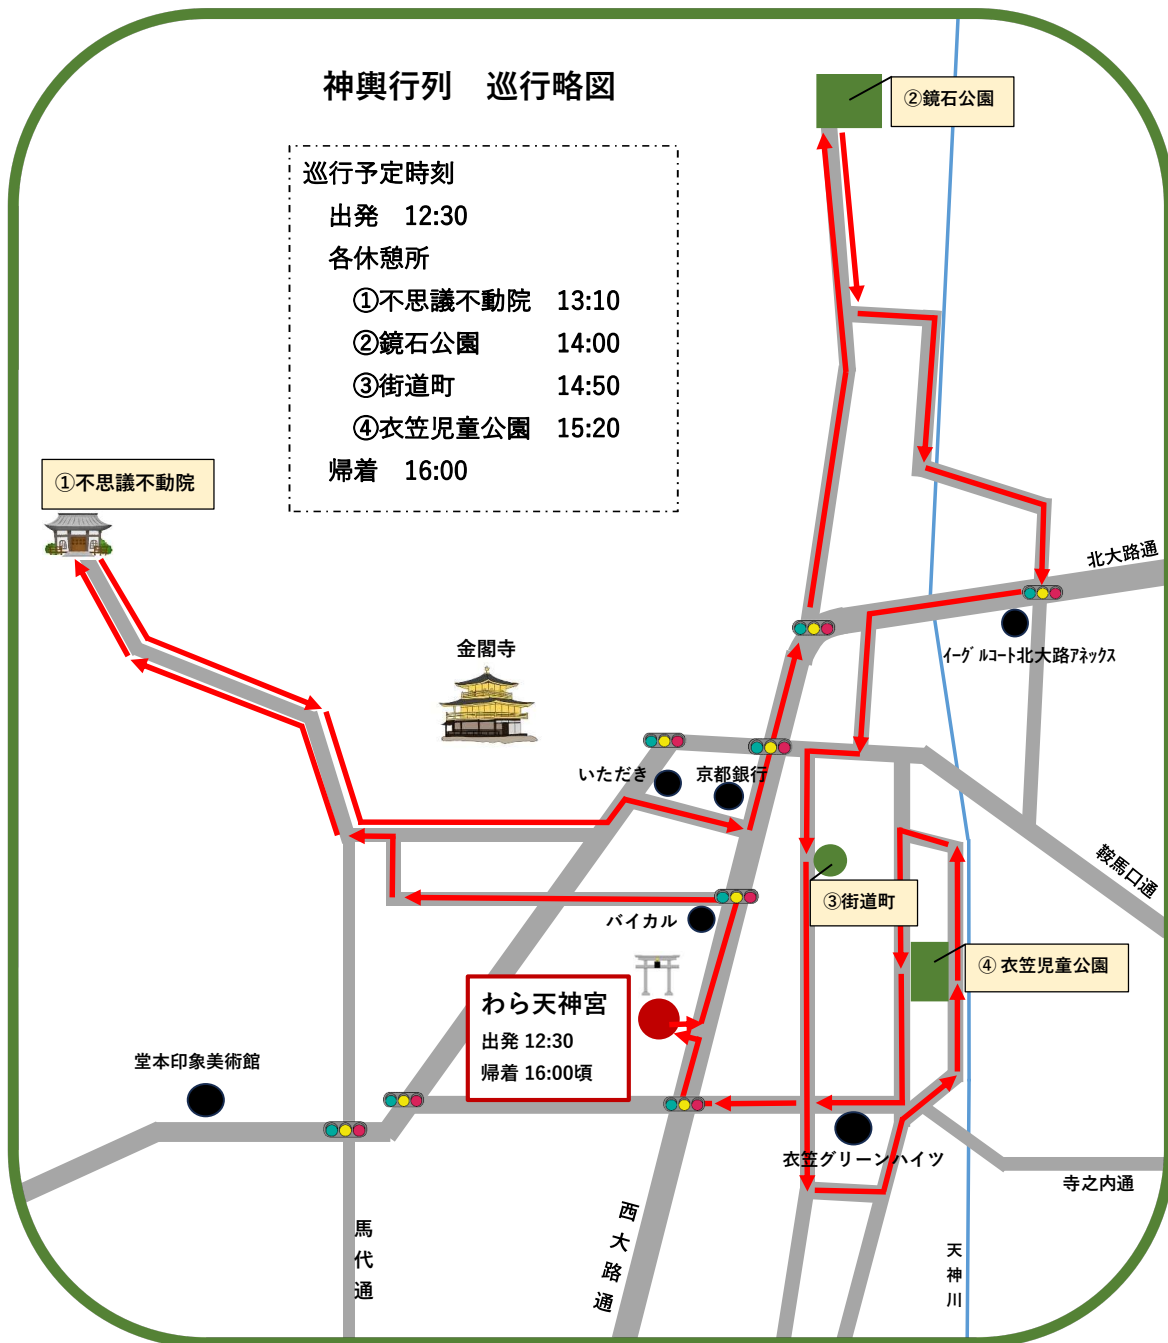 神輿行列　巡行略図
巡行予定時刻
出発　12:30
各休憩所
①不思議不動院　13:10
②鏡石公園　14:00
③街道町　14:50
④衣笠児童公園　15:20
帰着　16:00
②鏡石公園
①不思議不動院
北大路通
イーグルコート北大路アネックス
金閣寺
いただき
京都銀行
鞍馬口通
③街道町
バイカル
④ 衣笠児童公園
わら天神宮
出発 12:30
帰着 16:00頃
堂本印象美術館
衣笠グリーンハイツ
寺之内通
西大路通
馬代通
天神川